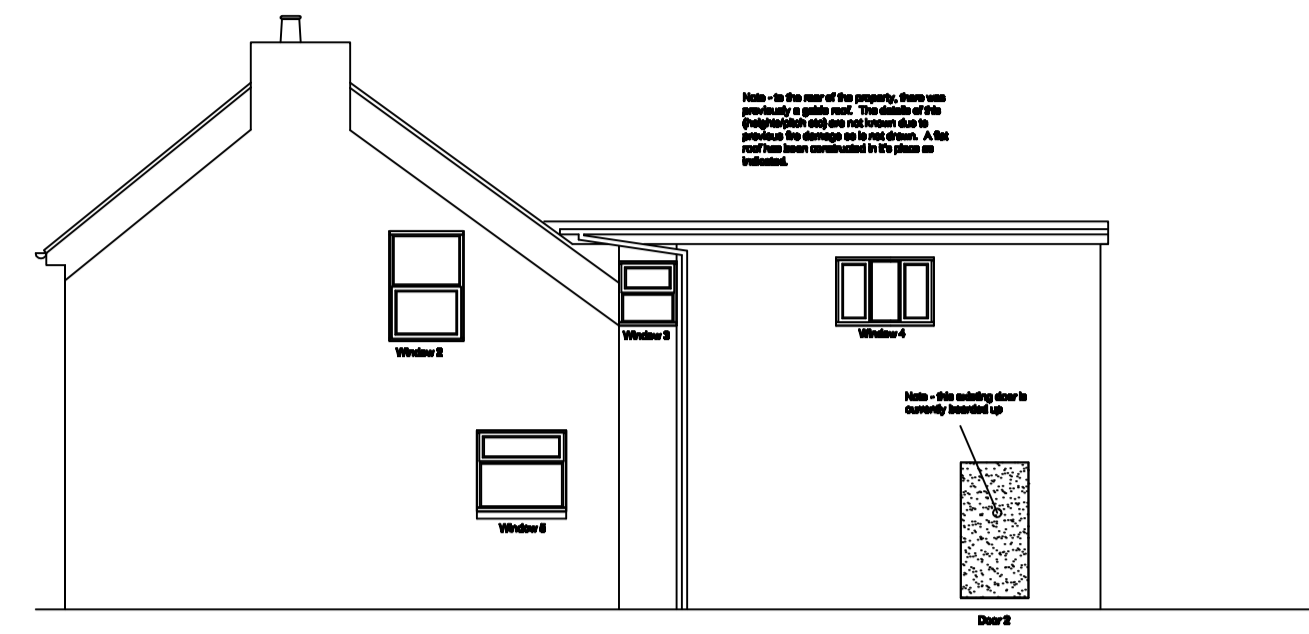 Note - to the rear of the property, there was
previously a gable roof. The details of this
(heights/pitch etc) are not known due to
previous fire damage so is not drawn. A flat
roof has been constructed in it's place as
indicated.
Window 2
Window 3
Window 4
Note - this existing door is
currently boarded up
Window 5
Door 2